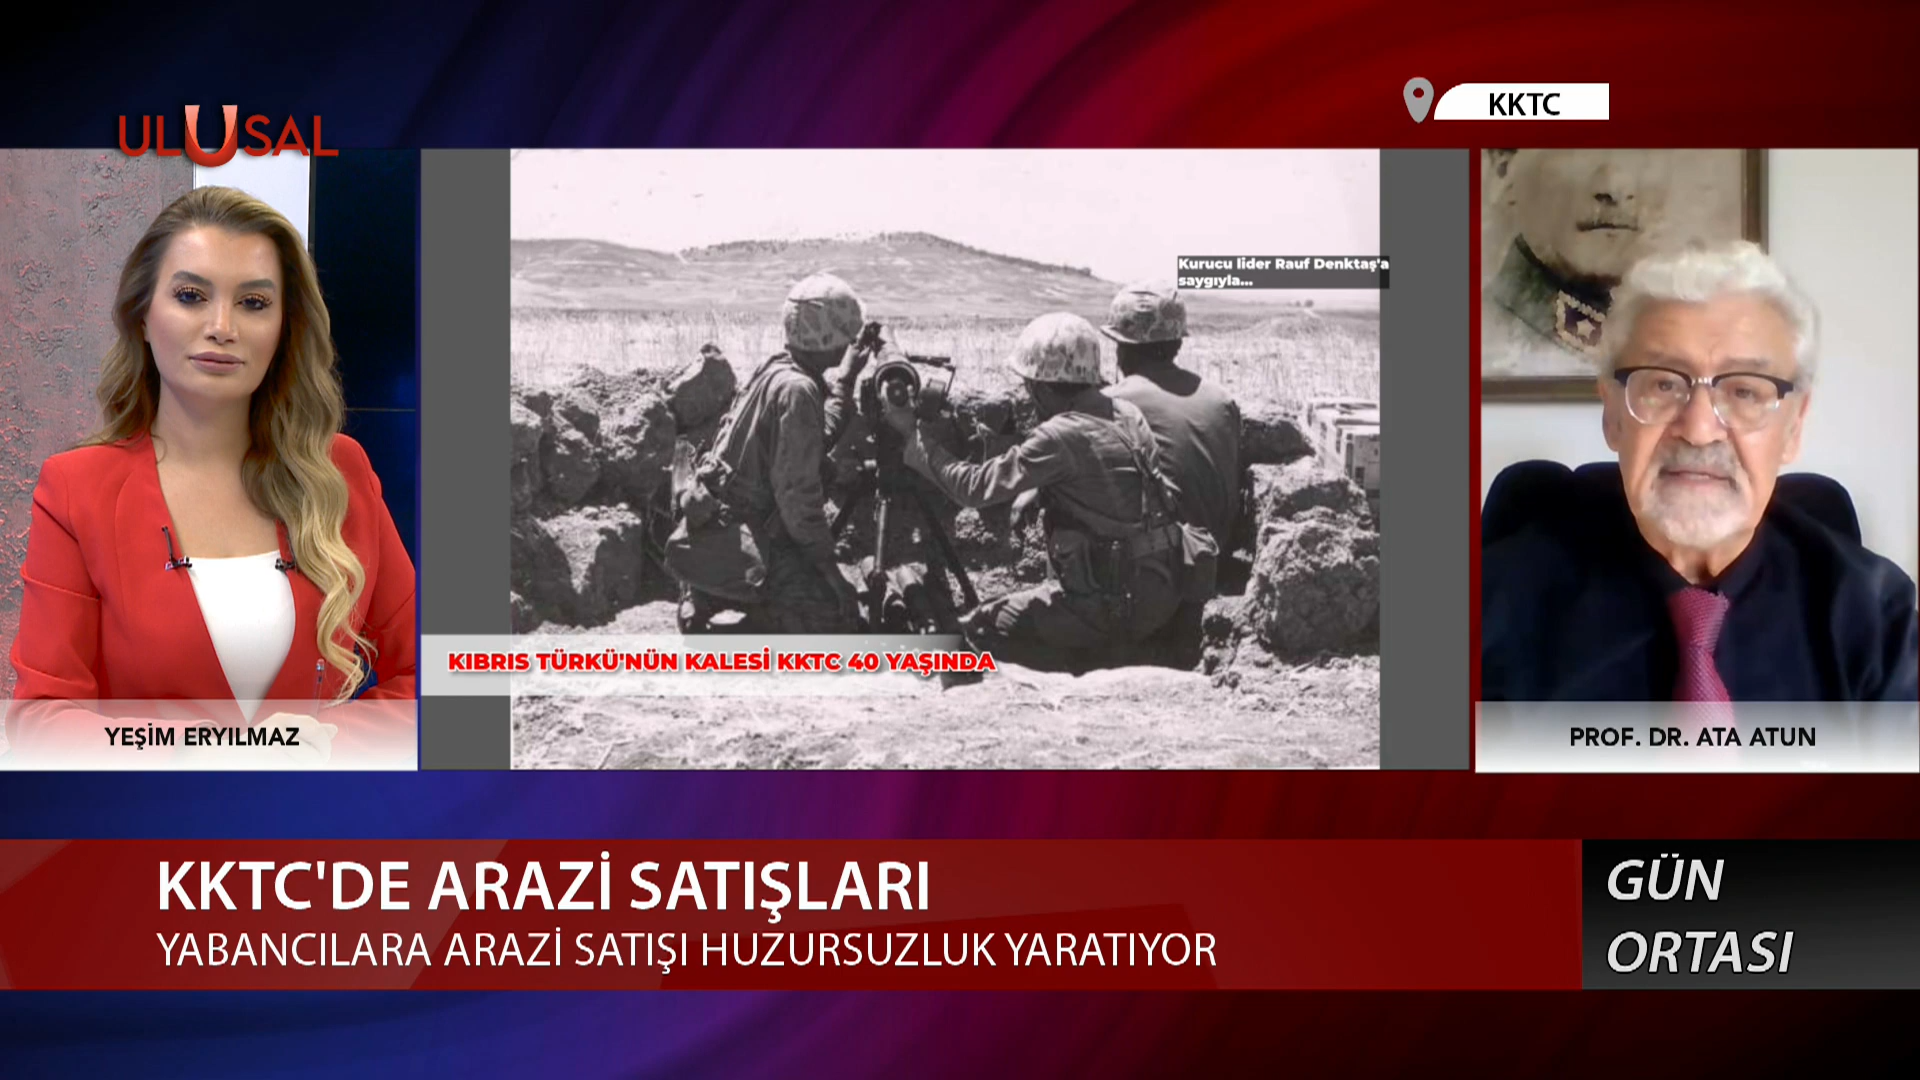 ULUSAL
KKTC
Kurucu lider Rauf Denktaş'a
saygıyla...
KIBRIS TÜRKÜ'NÜN KALESİ KKTC 40 YAŞINDA
YEŞİM ERYILMAZ
PROF. DR. ATA ATUN
KKTC'DE ARAZİ SATIŞLARI
YABANCILARA ARAZİ SATIŞI HUZURSUZLUK YARATIYOR
GÜN
ORTASI